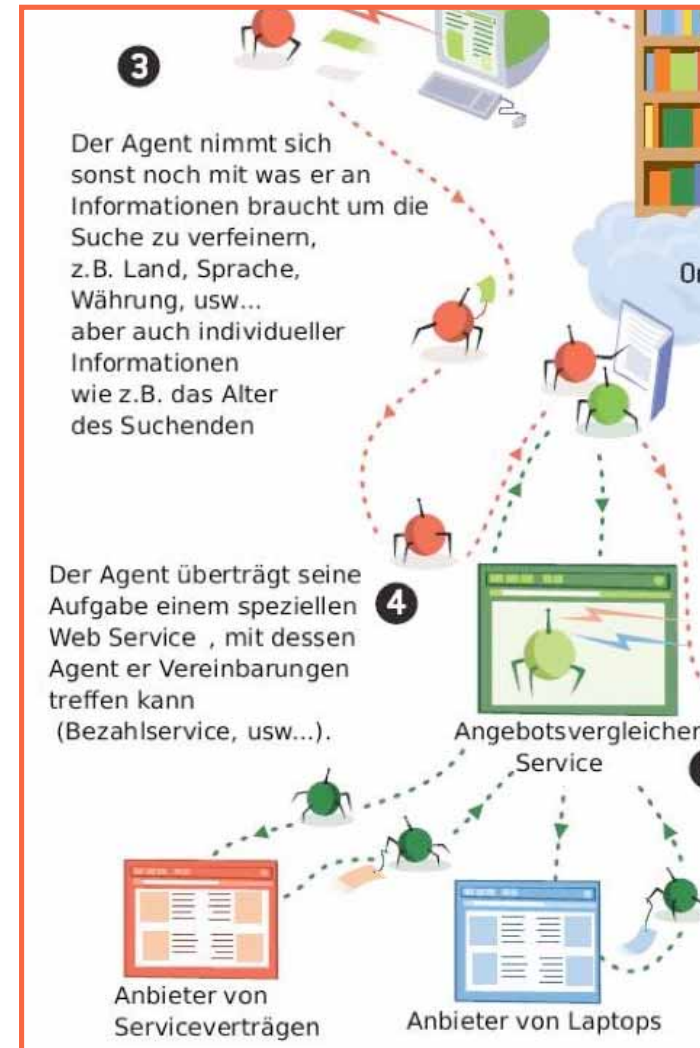 3
Der Agent nimmt sich
sonst noch mit was er an
Informationen braucht um die
Suche zu verfeinern,
z.B. Land, Sprache,
Währung, usw...
aber auch individueller
Informationen
wie z.B. das Alter
des Suchenden
Der Agent überträgt seine
Aufgabe einem speziellen
Web Service , mit dessen
Agent er Vereinbarungen
treffen kann
(Bezahlservice, usw...).
4
Angebotsvergleicher
Service
Anbieter von
Serviceverträgen
Anbieter von Laptops